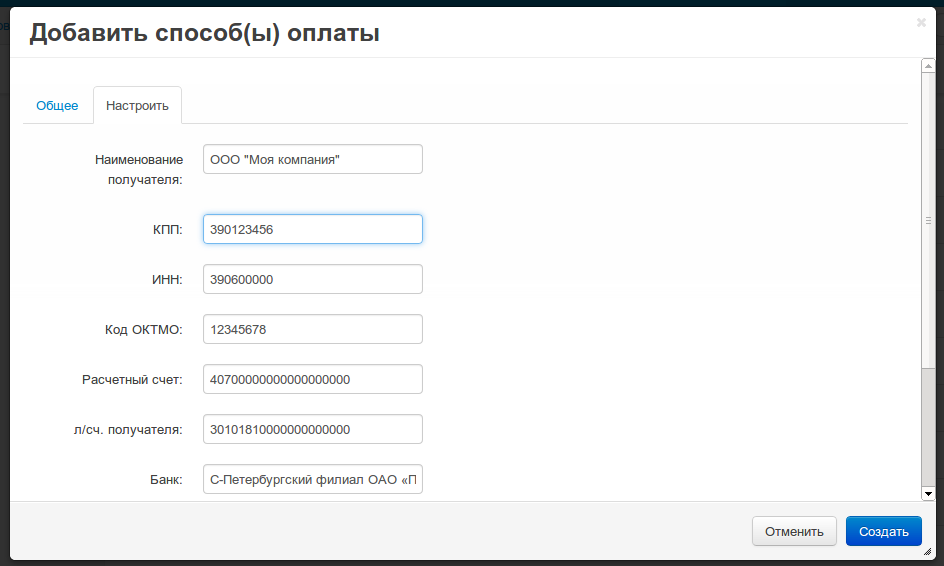 Добавить способ(ы) оплаты
Общее
Настроить
Наименование
получателя:
ООО "Моя компания"
КПП:
390123456
ИНН:
390600000
Код ОКТМО:
12345678
Расчетный счет:
40700000000000000000
л/сч. получателя:
30101810000000000000
Банк:
С-Петербургский филиал ОАО «П
Отменить
Создать